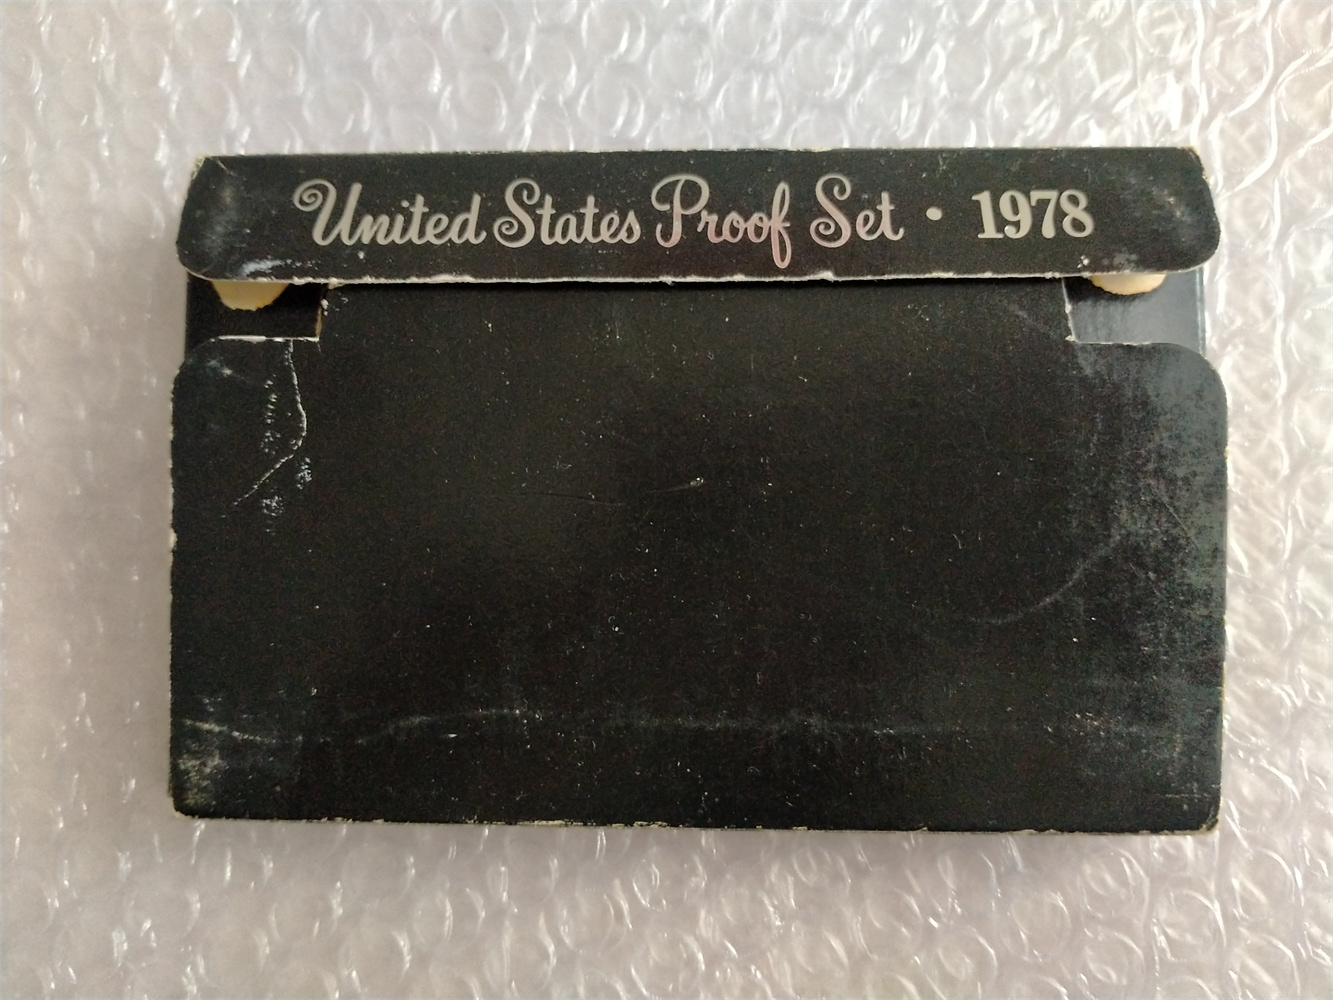 United States Proof Set • 1978